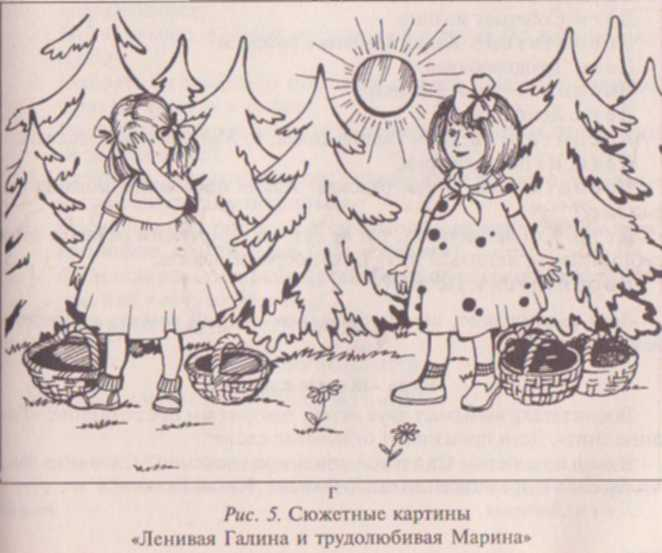 Г
Рис. 5. Сюжетные картины
«Ленивая Галина и трудолюбивая Марина»